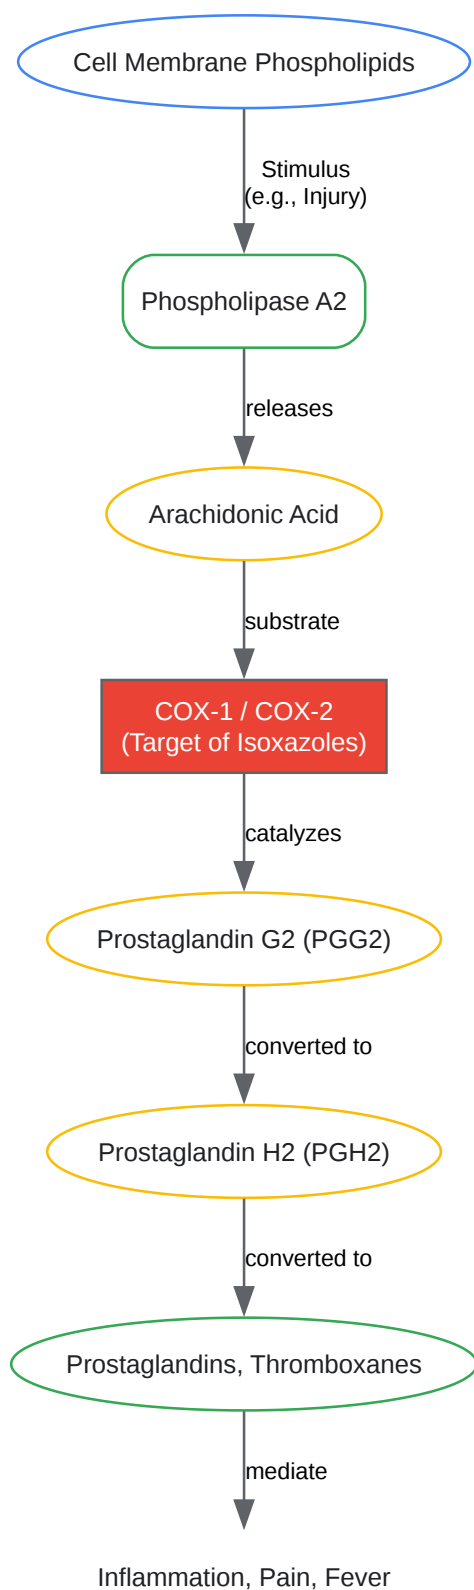 Cell Membrane Phospholipids
Stimulus
(e.g., Injury)
Phospholipase A2
releases
Arachidonic Acid
substrate
COX-1 / COX-2
(Target of Isoxazoles)
catalyzes
Prostaglandin G2 (PGG2)
converted to
Prostaglandin H2 (PGH2)
converted to
Prostaglandins, Thromboxanes
mediate
Inflammation, Pain, Fever